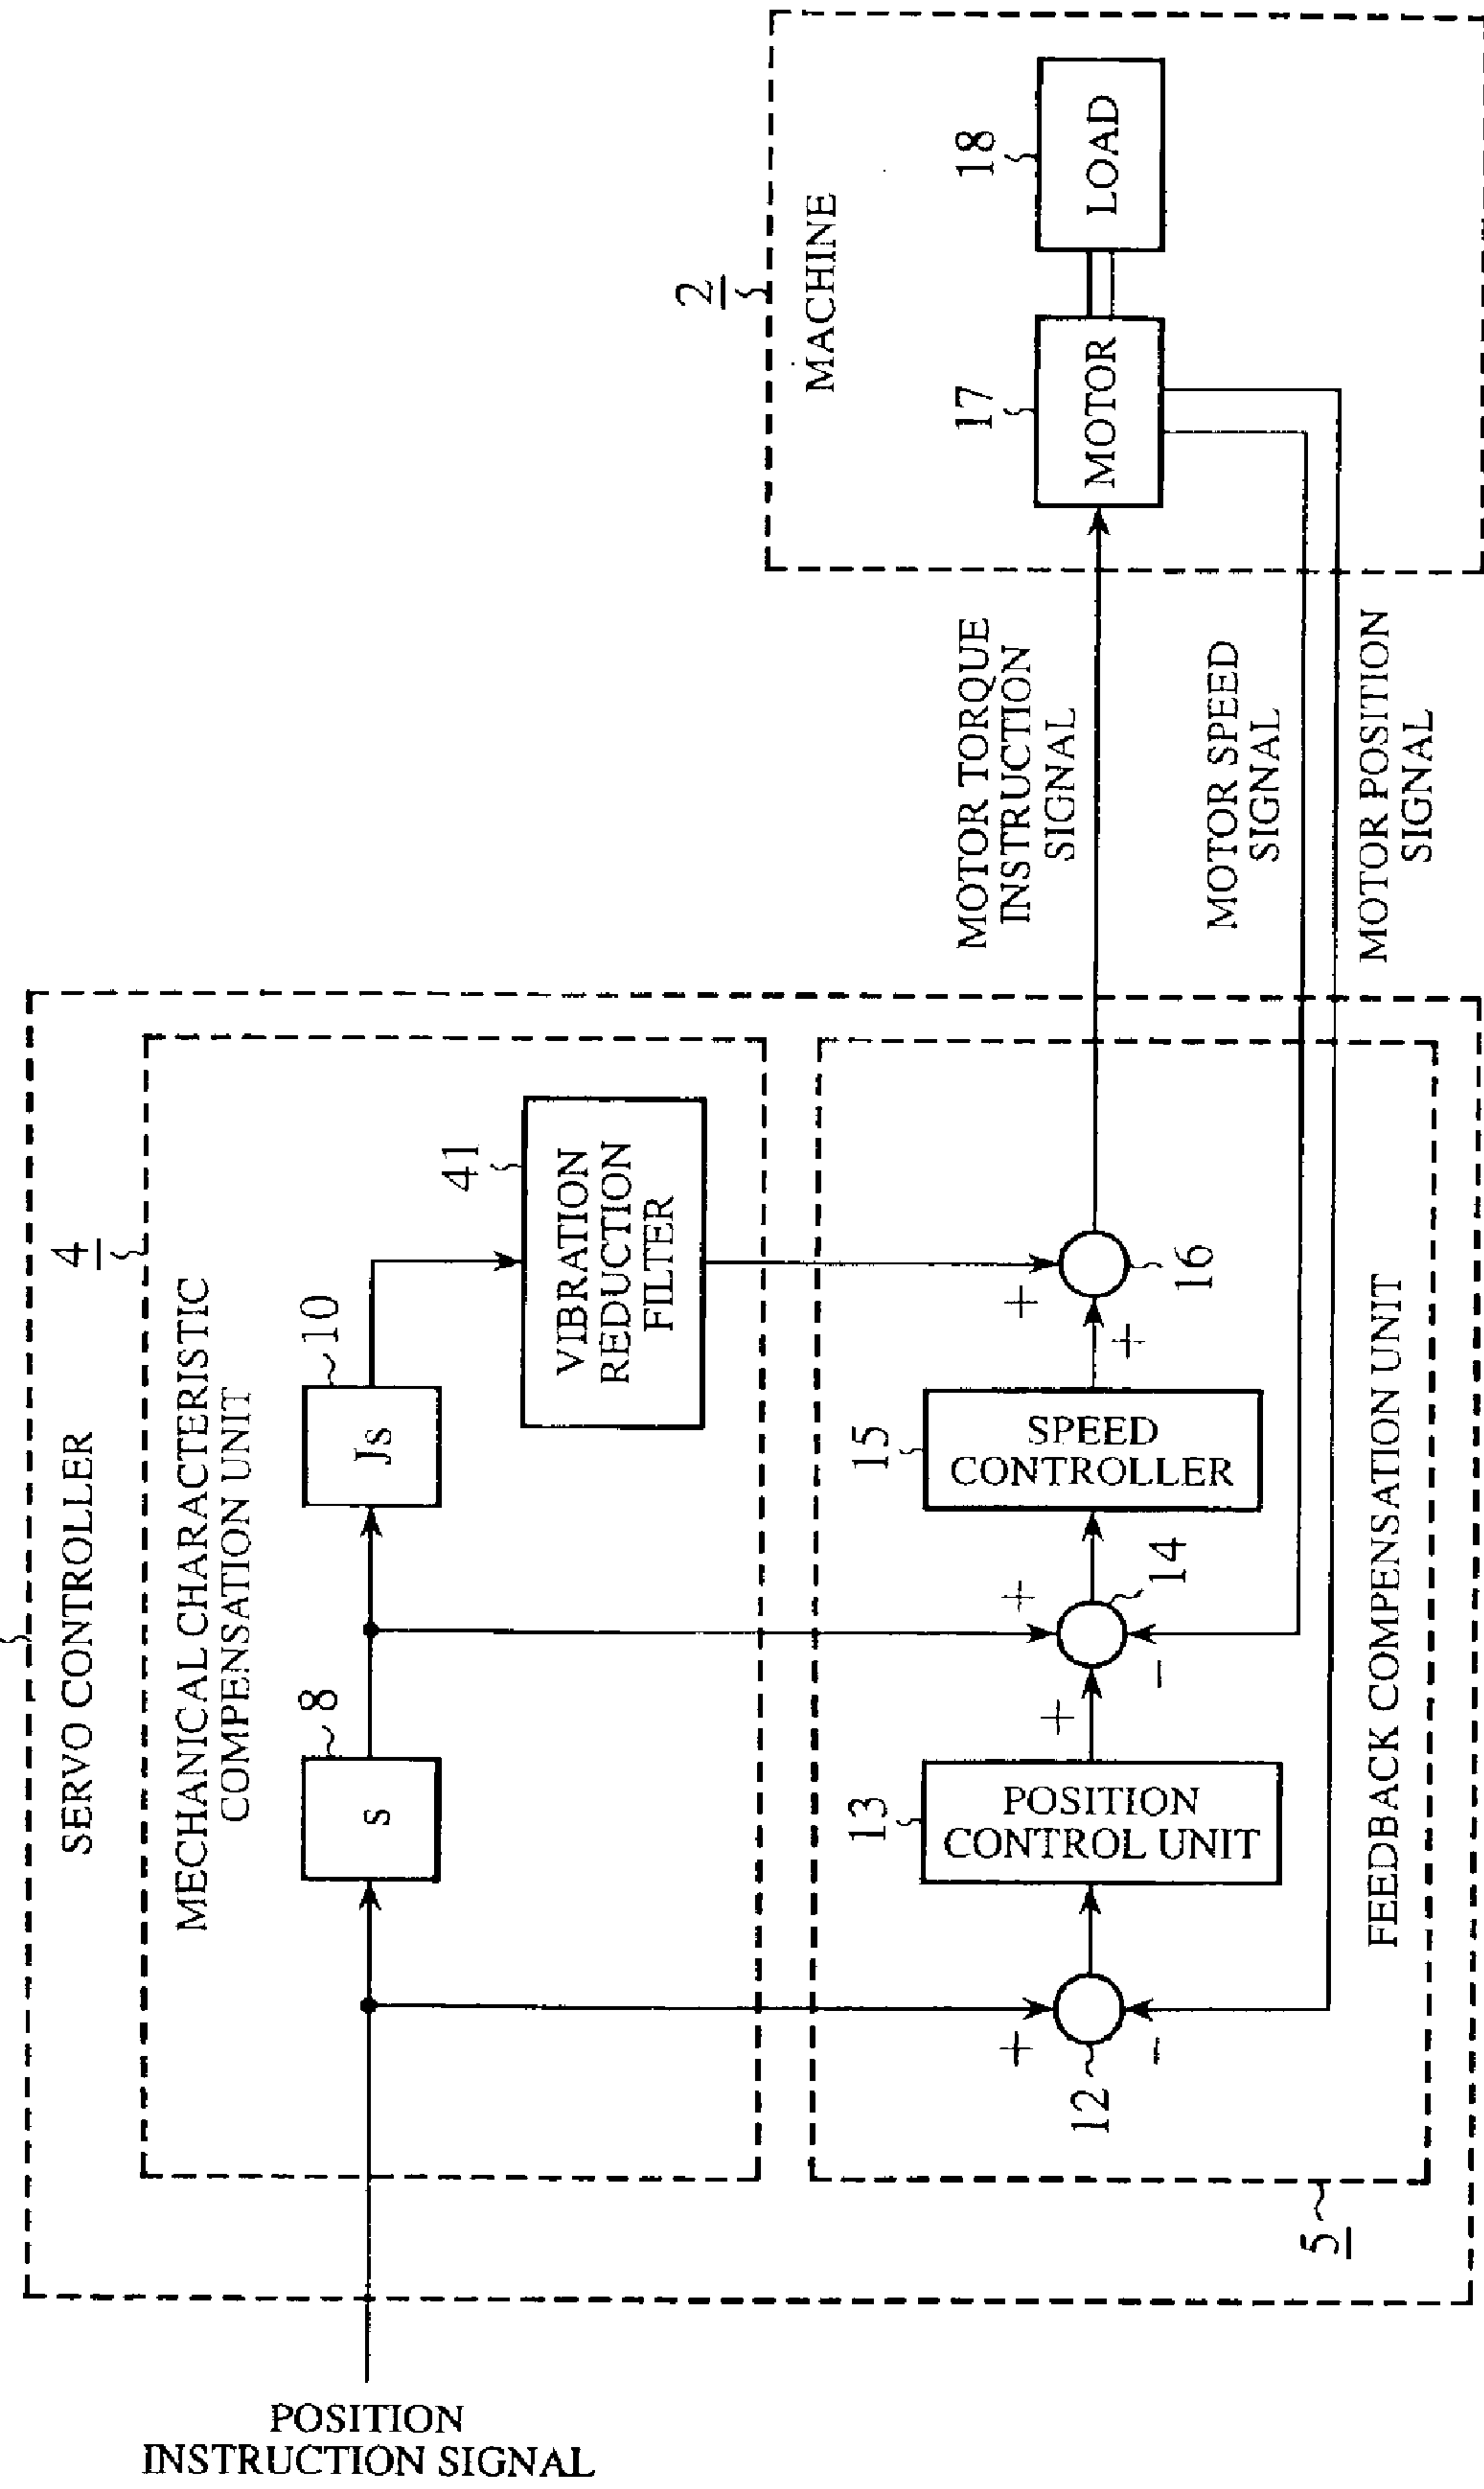 SERVO CONTROLLER
4
MECHANICAL CHARACTERISTIC
COMPENSATION UNIT
8
s
10
Js
41
VIBRATION
REDUCTION
FILTER
POSITION
INSTRUCTION SIGNAL
12
+
-
13
POSITION
CONTROL UNIT
+
+
-
14
15
SPEED
CONTROLLER
+
+
16
FEEDBACK COMPENSATION UNIT
5
MOTOR TORQUE
INSTRUCTION
SIGNAL
MOTOR SPEED
SIGNAL
MOTOR POSITION
SIGNAL
2
MACHINE
17
MOTOR
18
LOAD